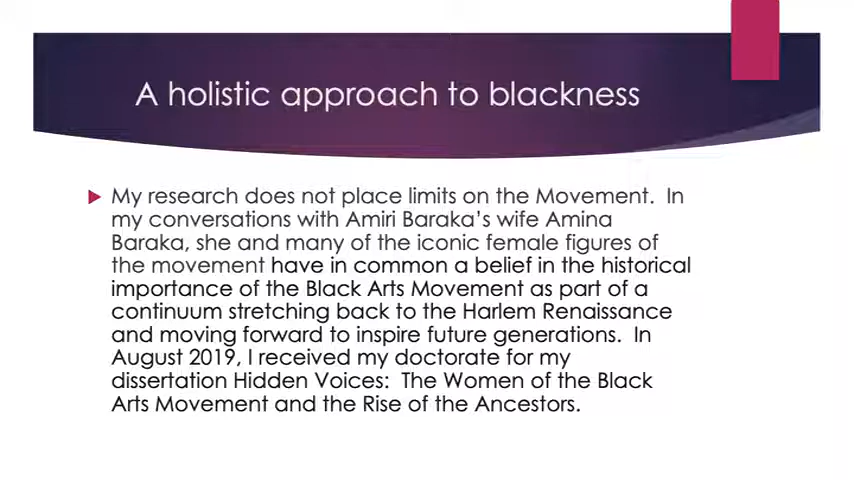 A holistic approach to blackness
My research does not place limits on the Movement.  In
my conversations with Amiri Baraka’s wife Amina
Baraka, she and many of the iconic female figures of
the movement have in common a belief in the historical
importance of the Black Arts Movement as part of a
continuum stretching back to the Harlem Renaissance
and moving forward to inspire future generations.  In
August 2019, I received my doctorate for my
dissertation Hidden Voices:  The Women of the Black
Arts Movement and the Rise of the Ancestors.